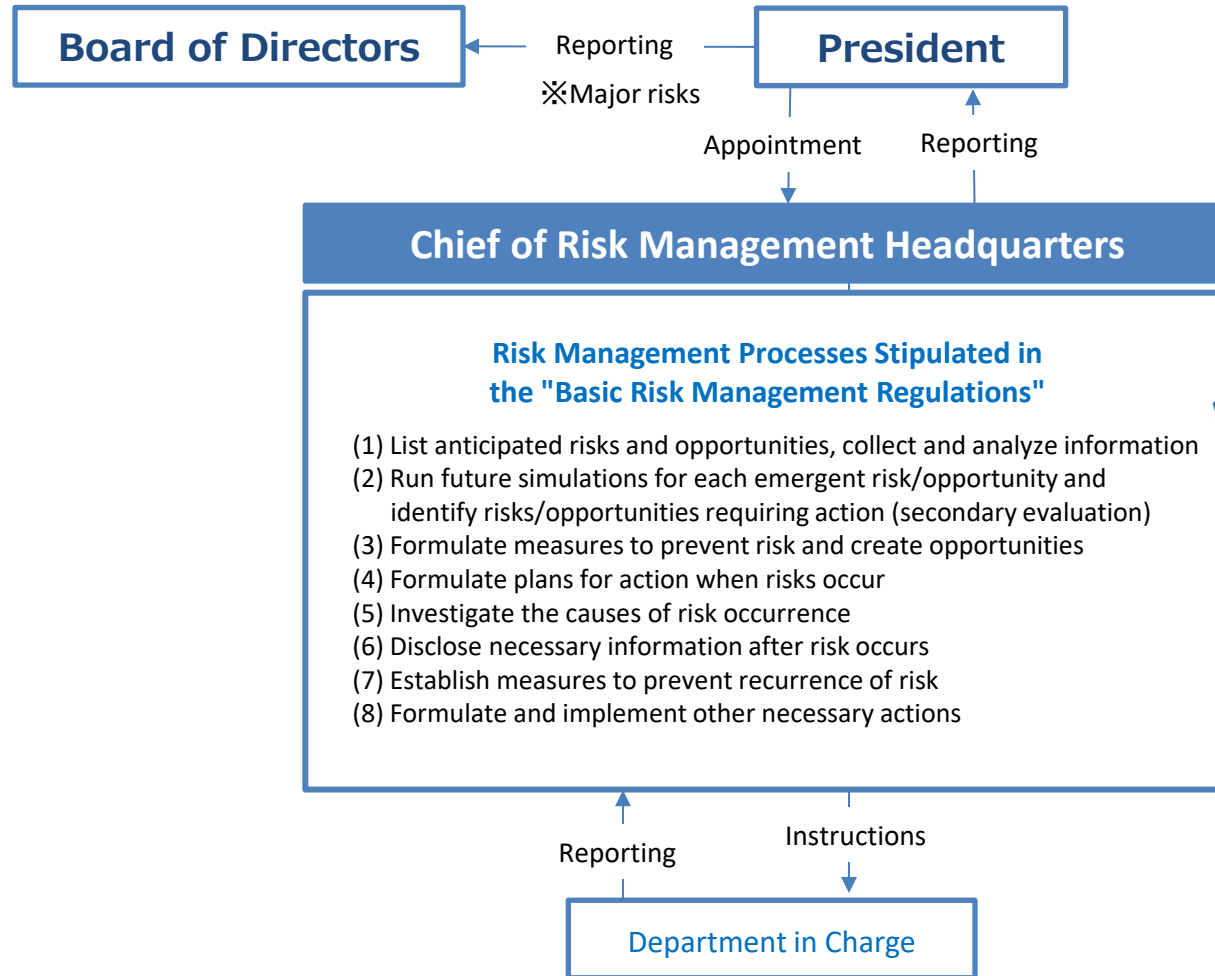 Board of Directors
Reporting
※Major risks
President
Appointment
Reporting
Chief of Risk Management Headquarters
Risk Management Processes Stipulated in
the "Basic Risk Management Regulations"
(1) List anticipated risks and opportunities, collect and analyze information
(2) Run future simulations for each emergent risk/opportunity and
identify risks/opportunities requiring action (secondary evaluation)
(3) Formulate measures to prevent risk and create opportunities
(4) Formulate plans for action when risks occur
(5) Investigate the causes of risk occurrence
(6) Disclose necessary information after risk occurs
(7) Establish measures to prevent recurrence of risk
(8) Formulate and implement other necessary actions
Reporting
Instructions
Department in Charge